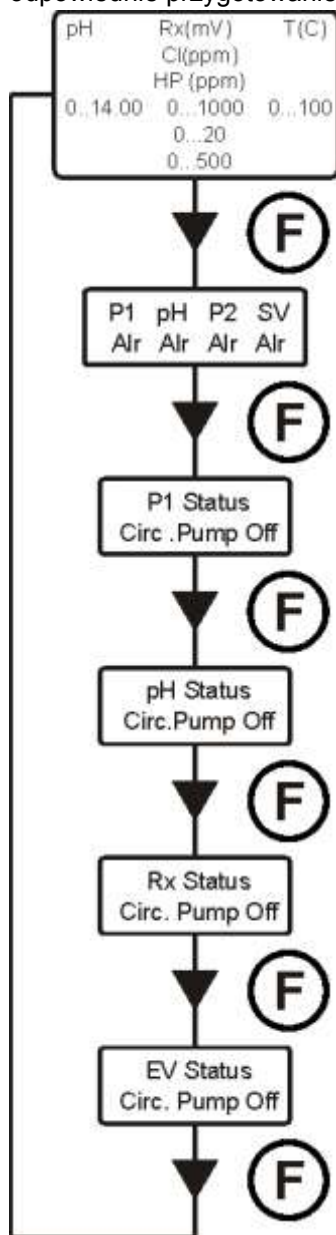 pH Rx(mV) T(C)
Cl(ppm)
HP (ppm)
0...14.00 0...1000 0...100
0...20
0...500
F
P1 pH P2 SV
Alr Alr Alr Alr
F
P1 Status
Circ .Pump Off
F
pH Status
Circ.Pump Off
F
Rx Status
Circ. Pump Off
F
EV Status
Circ. Pump Off
F